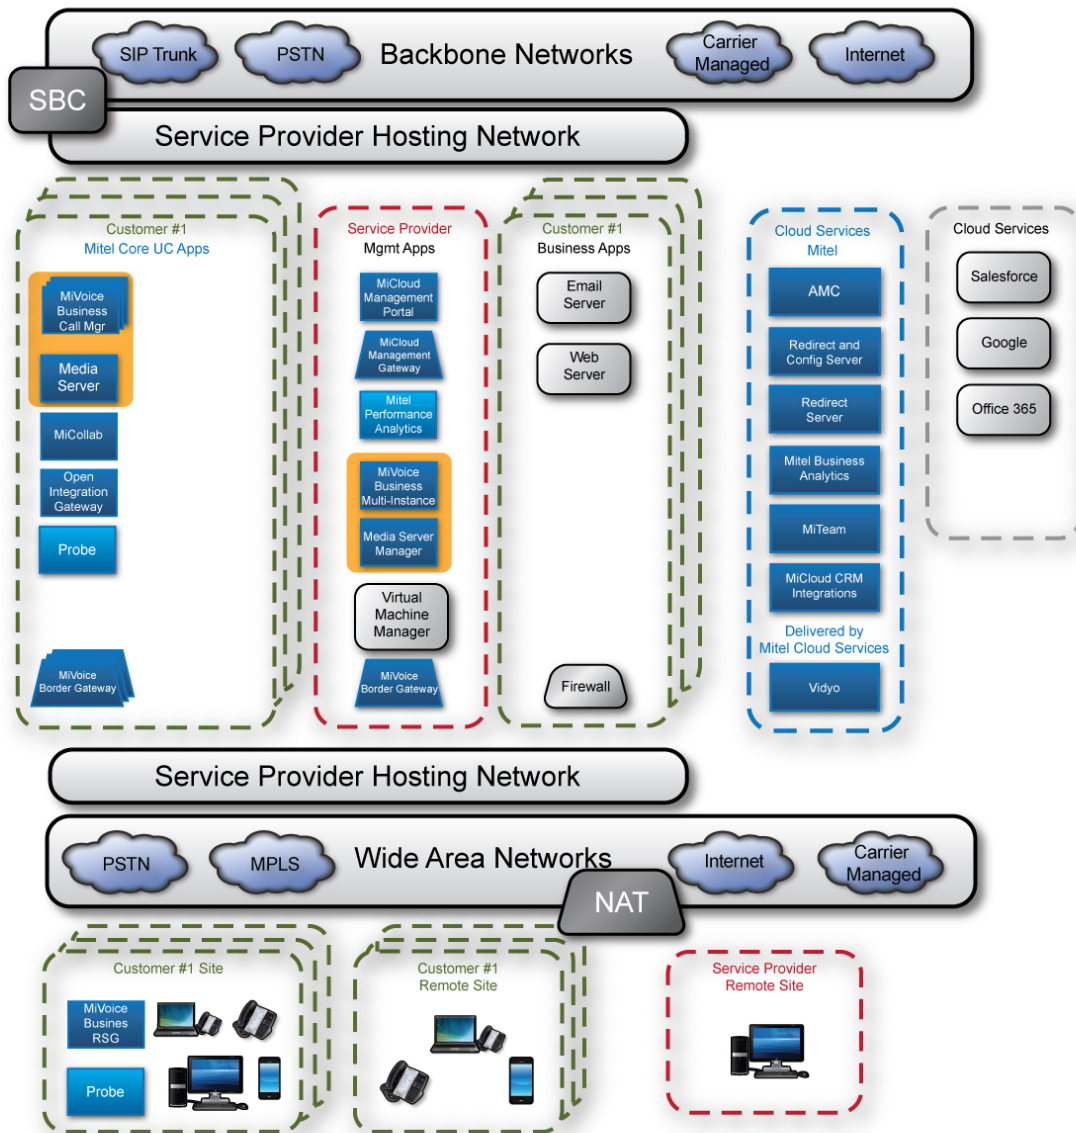 SIP Trunk
PSTN
Backbone Networks
Carrier
Managed
Internet
SBC
Service Provider Hosting Network
Customer #1
Mitel Core UC Apps
MiVoice
Business
Call Mgr
Media
Server
MiCollab
Open
Integration
Gateway
Probe
MiVoice
Border Gateway
Service Provider
Mgmt Apps
MiCloud
Management
Portal
MiCloud
Management
Gateway
Mitel
Performance
Analytics
MiVoice
Business
Multi-Instance
Media Server
Manager
Virtual
Machine
Manager
MiVoice
Border Gateway
Customer #1
Business Apps
Email
Server
Web
Server
Firewall
Cloud Services
Mitel
AMC
Redirect and
Config Server
Redirect
Server
Mitel Business
Analytics
MiTeam
MiCloud CRM
Integrations
Delivered by
Mitel Cloud Services
Vidyo
Cloud Services
Salesforce
Google
Office 365
Service Provider Hosting Network
PSTN
MPLS
Wide Area Networks
Internet
Carrier
Managed
NAT
Customer #1 Site
MiVoice
Busines
RSG
Probe
Customer #1
Remote Site
Service Provider
Remote Site